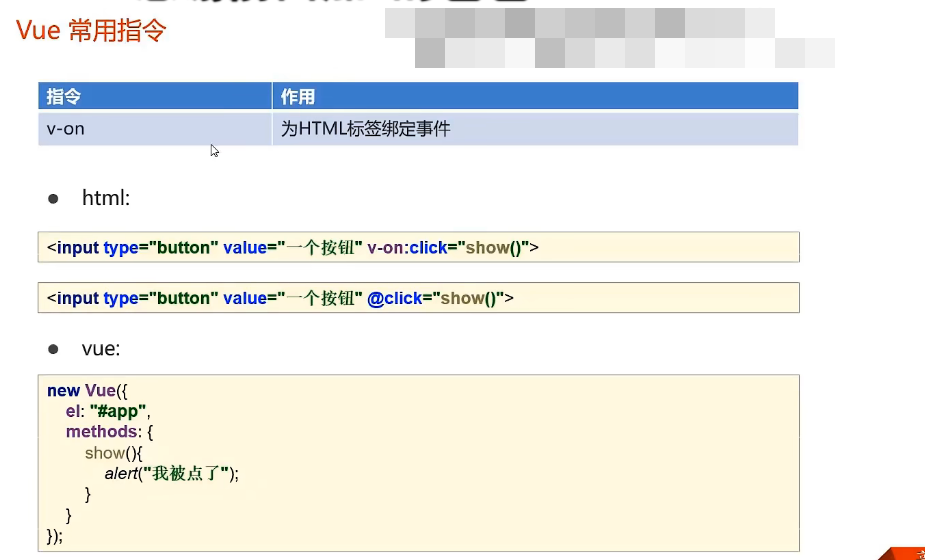 Vue 常用指令
指令 作用
v-on 为HTML标签绑定事件
● html:
<input type="button" value="一个按钮" v-on:click="show()">
<input type="button" value="一个按钮" @click="show()">
● vue:
new Vue({
el: "#app",
methods: {
show(){
alert("我被点了");
}
}
});